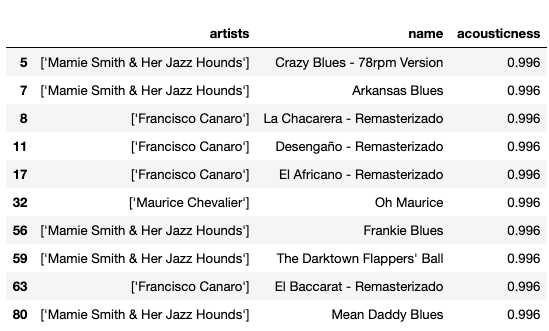 artists name acousticness
5 ['Mamie Smith & Her Jazz Hounds'] Crazy Blues - 78rpm Version 0.996
7 ['Mamie Smith & Her Jazz Hounds'] Arkansas Blues 0.996
8 ['Francisco Canaro'] La Chacarera - Remasterizado 0.996
11 ['Francisco Canaro'] Desengaño - Remasterizado 0.996
17 ['Francisco Canaro'] El Africano - Remasterizado 0.996
32 ['Maurice Chevalier'] Oh Maurice 0.996
56 ['Mamie Smith & Her Jazz Hounds'] Frankie Blues 0.996
59 ['Mamie Smith & Her Jazz Hounds'] The Darktown Flappers' Ball 0.996
63 ['Francisco Canaro'] El Baccarat - Remasterizado 0.996
80 ['Mamie Smith & Her Jazz Hounds'] Mean Daddy Blues 0.996